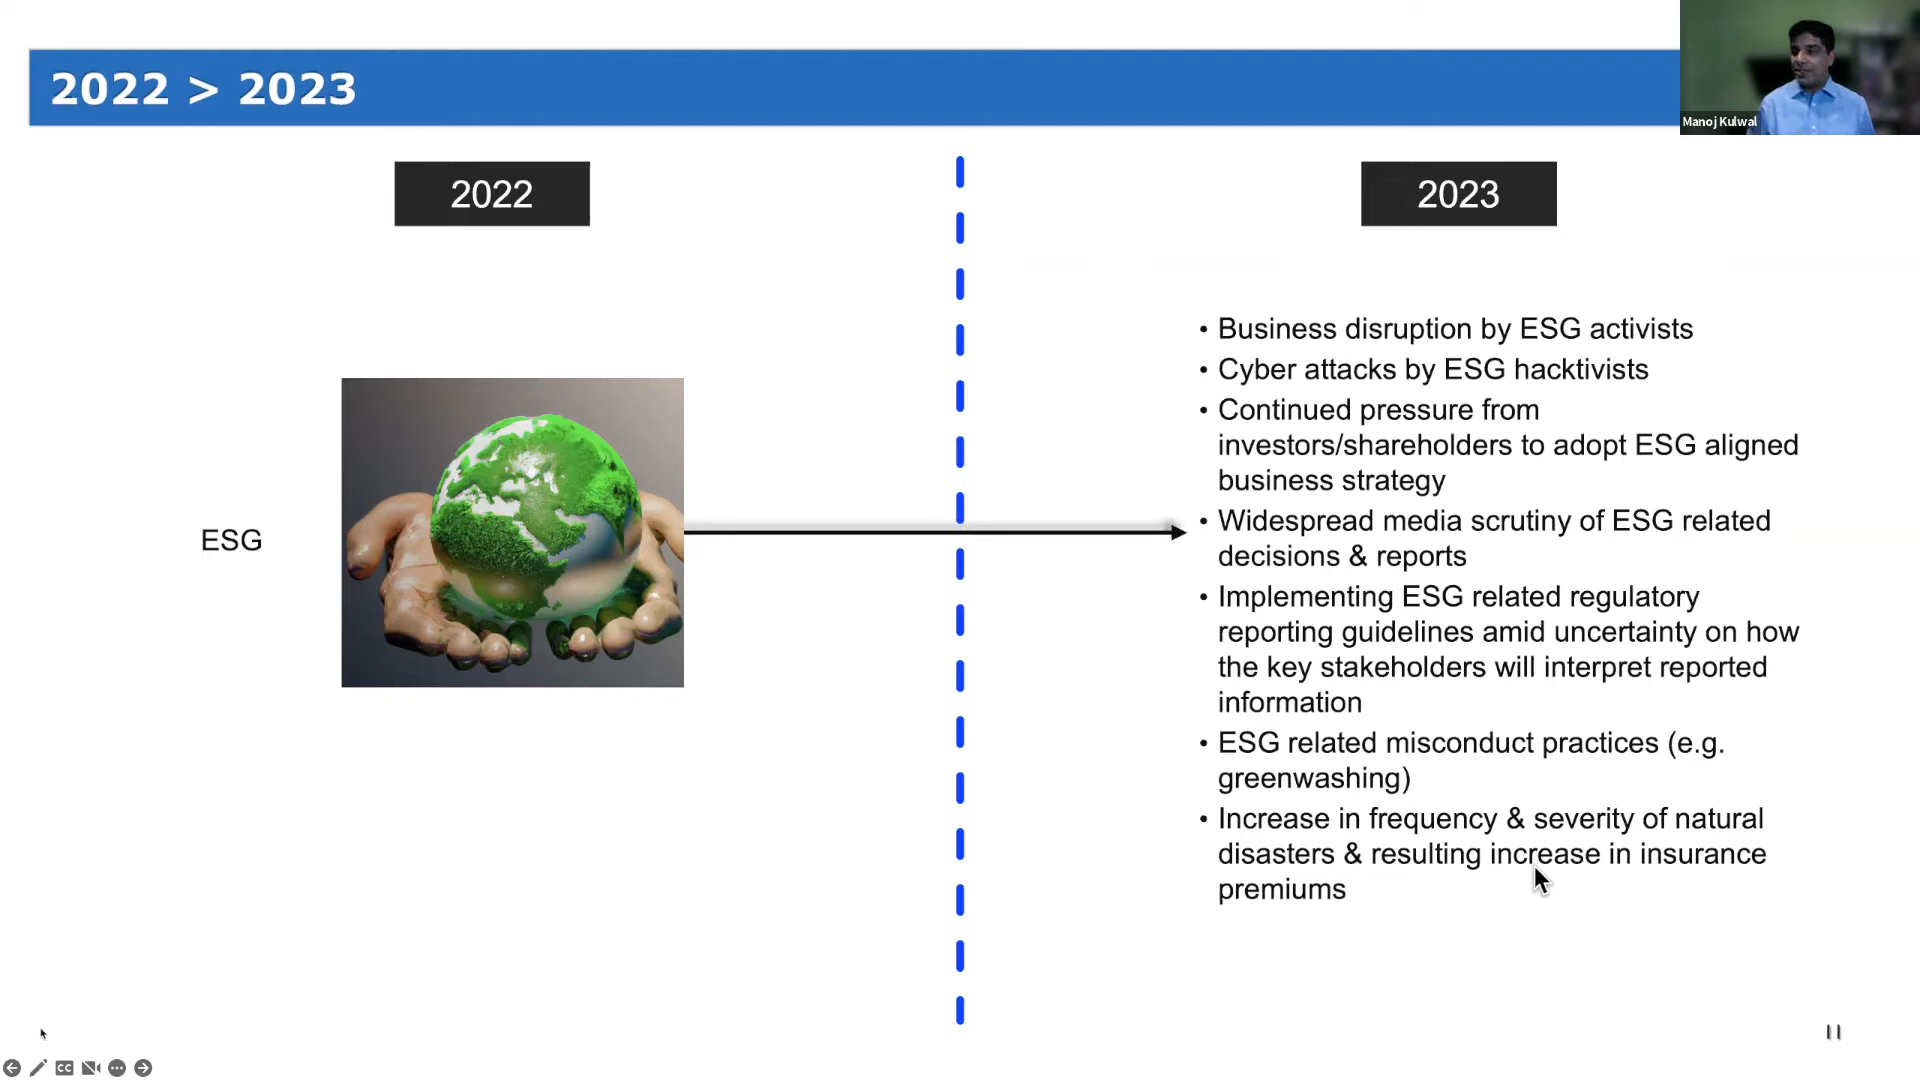 2022 > 2023
Manoj Kulwal
2022
2023
ESG
• Business disruption by ESG activists
• Cyber attacks by ESG hacktivists
• Continued pressure from
investors/shareholders to adopt ESG aligned
business strategy
• Widespread media scrutiny of ESG related
decisions & reports
• Implementing ESG related regulatory
reporting guidelines amid uncertainty on how
the key stakeholders will interpret reported
information
• ESG related misconduct practices (e.g.
greenwashing)
• Increase in frequency & severity of natural
disasters & resulting increase in insurance
premiums
11
CC